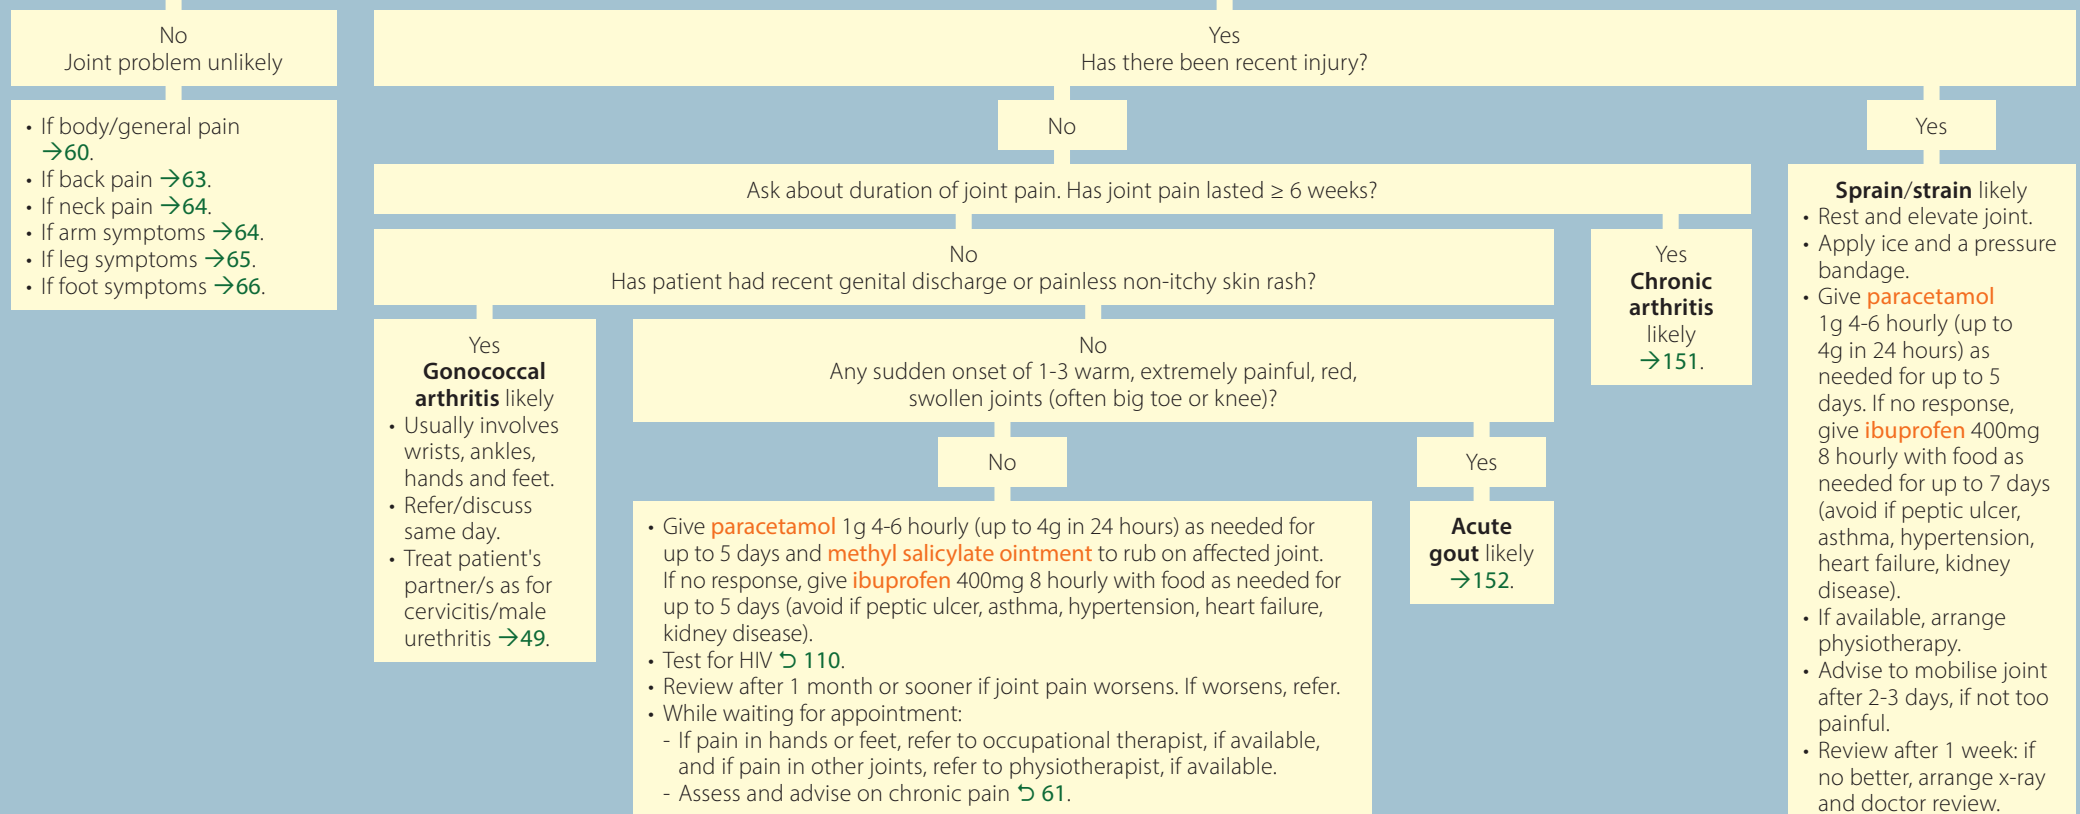 No
Joint problem unlikely
• If body/general pain
→60.
• If back pain →63.
• If neck pain →64.
• If arm symptoms →64.
• If leg symptoms →65.
• If foot symptoms →66.
Yes
Has there been recent injury?
No
Ask about duration of joint pain. Has joint pain lasted ≥ 6 weeks?
No
Has patient had recent genital discharge or painless non-itchy skin rash?
Yes
Gonococcal
arthritis likely
• Usually involves
wrists, ankles,
hands and feet.
• Refer/discuss
same day.
• Treat patient's
partner/s as for
cervicitis/male
urethritis →49.
No
Any sudden onset of 1-3 warm, extremely painful, red,
swollen joints (often big toe or knee)?
No
• Give paracetamol 1g 4-6 hourly (up to 4g in 24 hours) as needed for
up to 5 days and methyl salicylate ointment to rub on affected joint.
If no response, give ibuprofen 400mg 8 hourly with food as needed for
up to 5 days (avoid if peptic ulcer, asthma, hypertension, heart failure,
kidney disease).
• Test for HIV ⮌ 110.
• Review after 1 month or sooner if joint pain worsens. If worsens, refer.
• While waiting for appointment:
- If pain in hands or feet, refer to occupational therapist, if available,
and if pain in other joints, refer to physiotherapist, if available.
- Assess and advise on chronic pain ⮌ 61.
Yes
Acute
gout likely
→152.
Yes
Chronic
arthritis
likely
→151.
Yes
Sprain/strain likely
• Rest and elevate joint.
• Apply ice and a pressure
bandage.
• Give paracetamol
1g 4-6 hourly (up to
4g in 24 hours) as
needed for up to 5
days. If no response,
give ibuprofen 400mg
8 hourly with food as
needed for up to 7 days
(avoid if peptic ulcer,
asthma, hypertension,
heart failure, kidney
disease).
• If available, arrange
physiotherapy.
• Advise to mobilise joint
after 2-3 days, if not too
painful.
• Review after 1 week: if
no better, arrange x-ray
and doctor review.